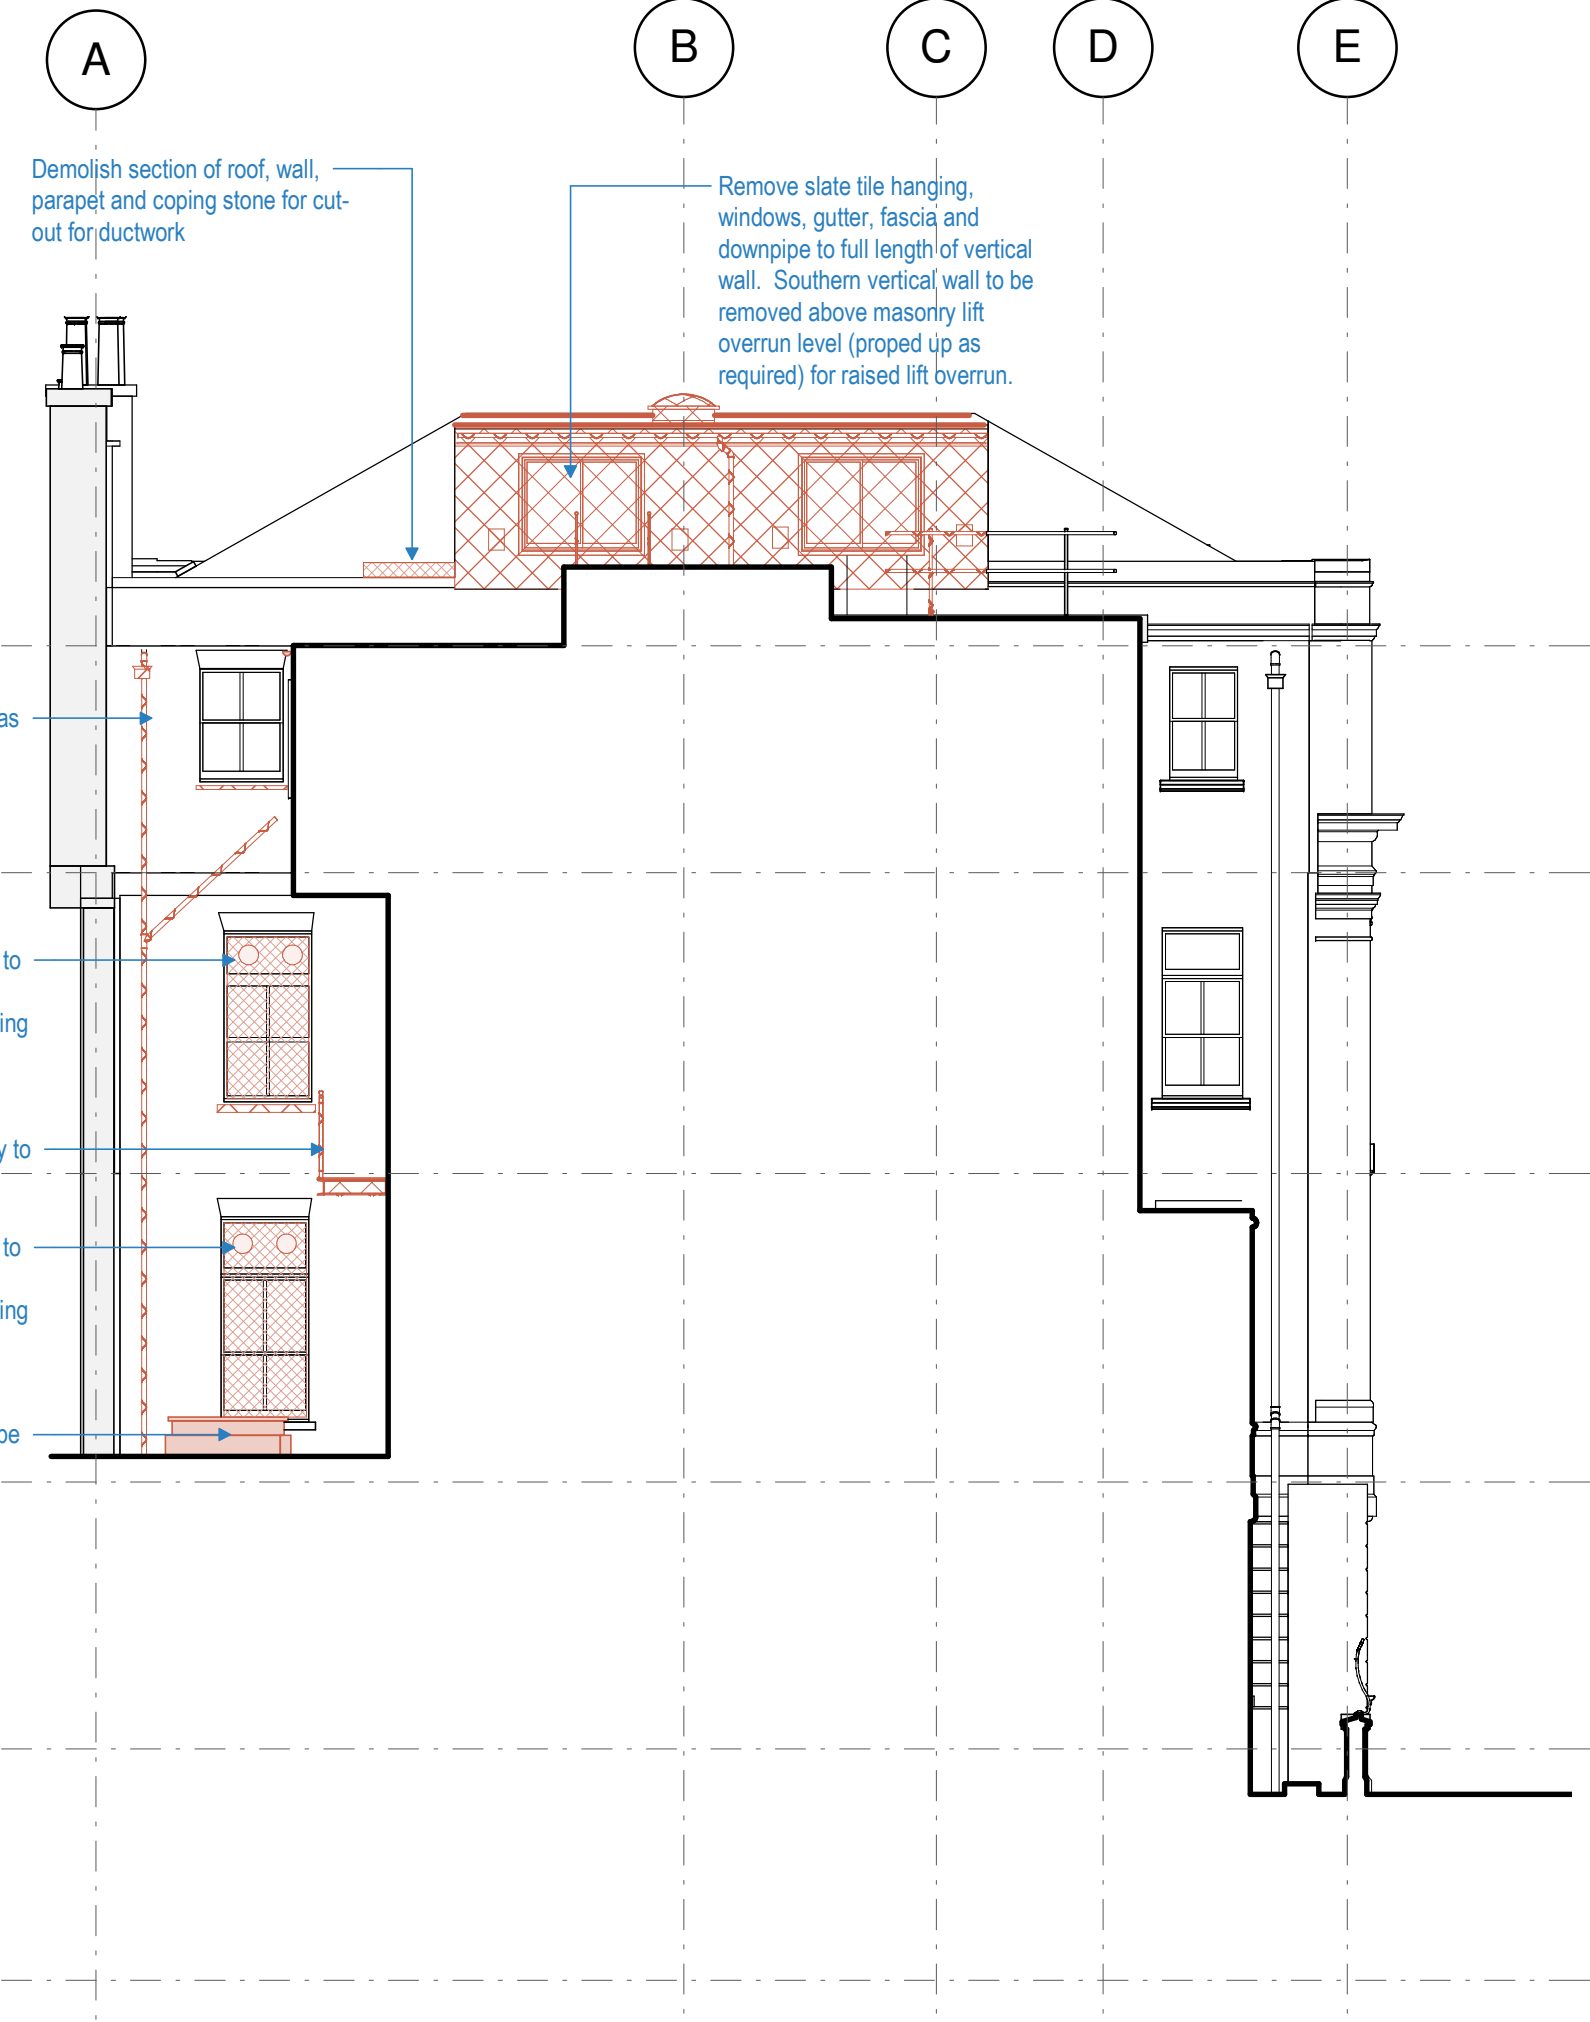 A
B
C
D
E
Demolish section of roof, wall,
parapet and coping stone for cut-
out for ductwork
Remove slate tile hanging,
windows, gutter, fascia and
downpipe to full length of vertical
wall.  Southern vertical wall to be
removed above masonry lift
overrun level (proped up as
required) for raised lift overrun.
as
to
ing
y to
to
ing
be